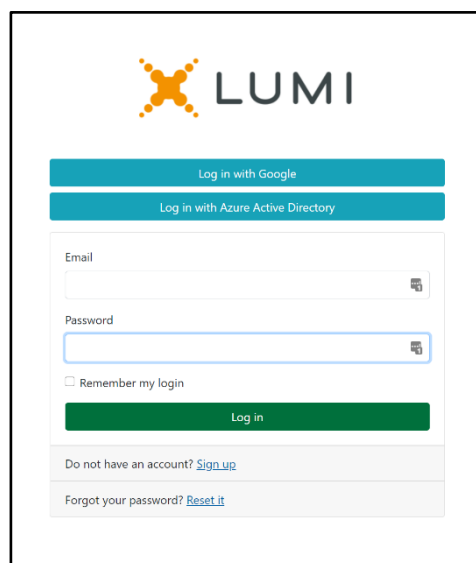 LUMI
Log in with Google
Log in with Azure Active Directory
Email
Password
Remember my login
Log in
Do not have an account? Sign up
Forgot your password? Reset it